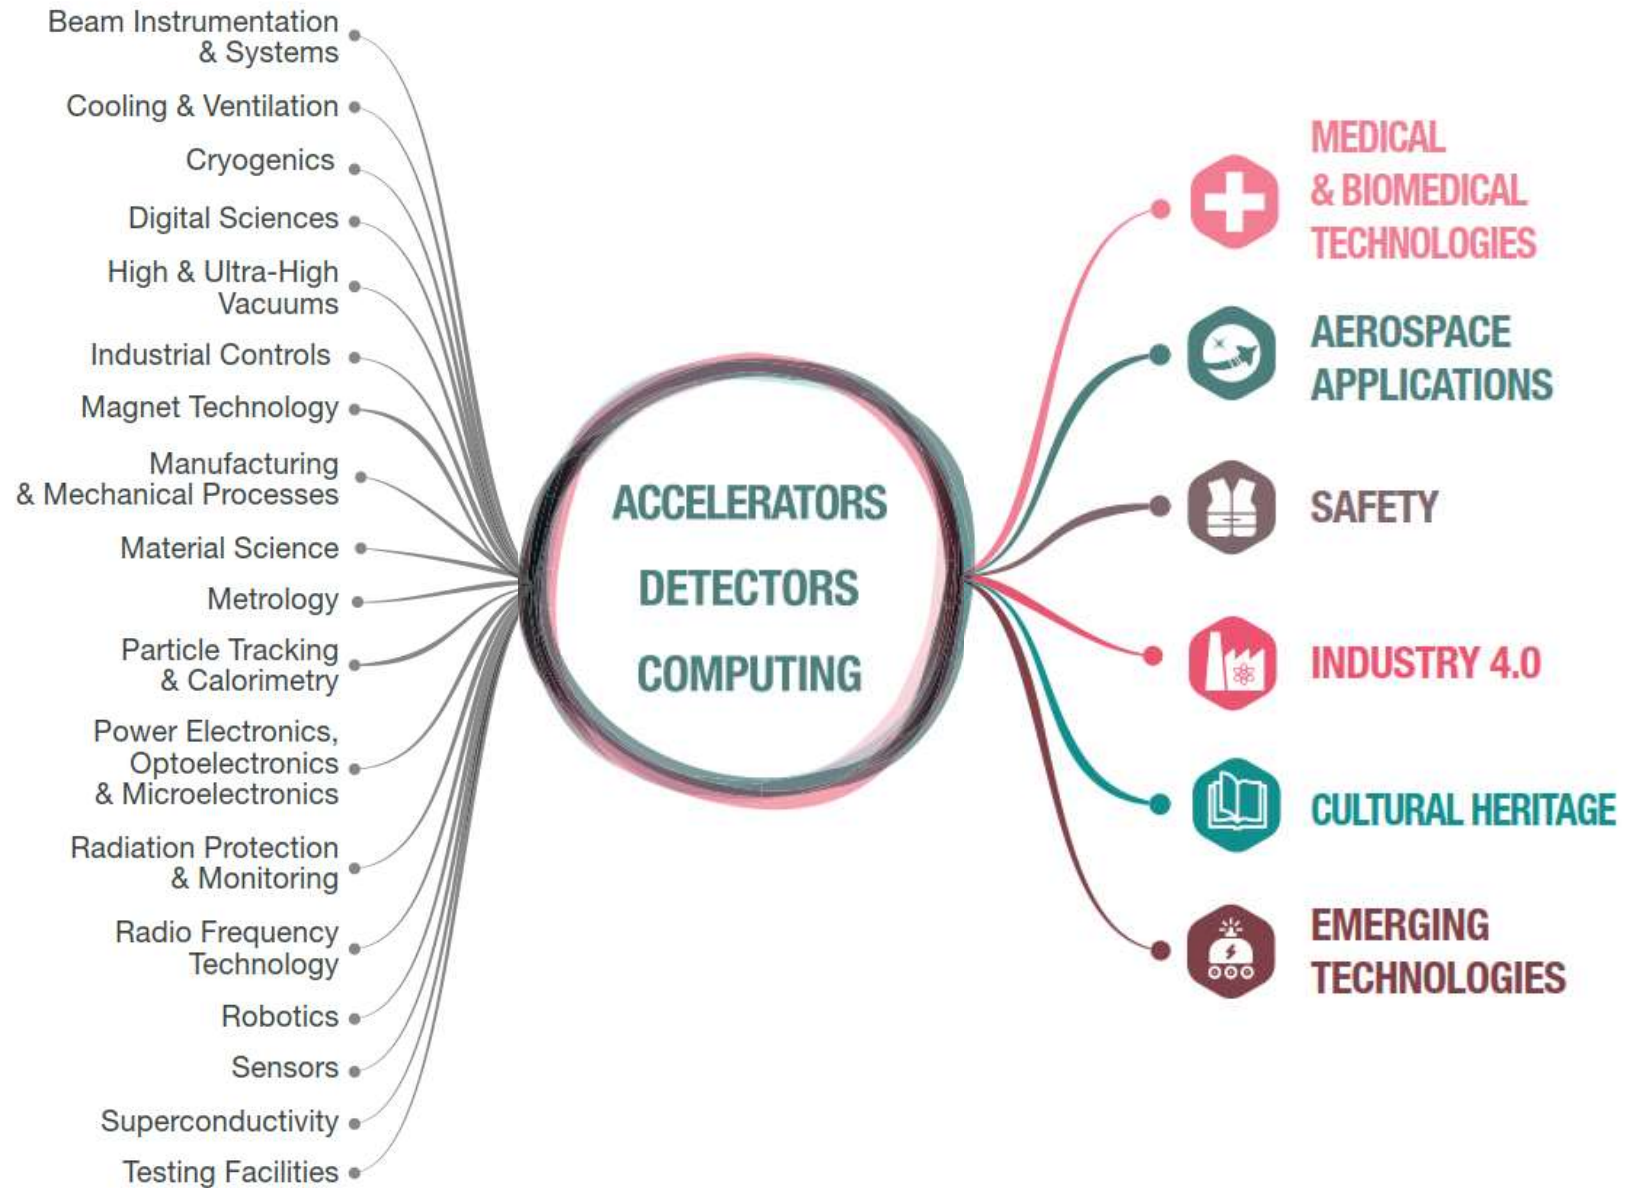 Beam Instrumentation
& Systems
Cooling & Ventilation
Cryogenics
Digital Sciences
High & Ultra-High
Vacuums
Industrial Controls
Magnet Technology
Manufacturing
& Mechanical Processes
Material Science
Metrology
Particle Tracking
& Calorimetry
Power Electronics,
Optoelectronics
& Microelectronics
Radiation Protection
& Monitoring
Radio Frequency
Technology
Robotics
Sensors
Superconductivity
Testing Facilities
ACCELERATORS
DETECTORS
COMPUTING
MEDICAL
& BIOMEDICAL
TECHNOLOGIES
AEROSPACE
APPLICATIONS
SAFETY
INDUSTRY 4.0
CULTURAL HERITAGE
EMERGING
TECHNOLOGIES